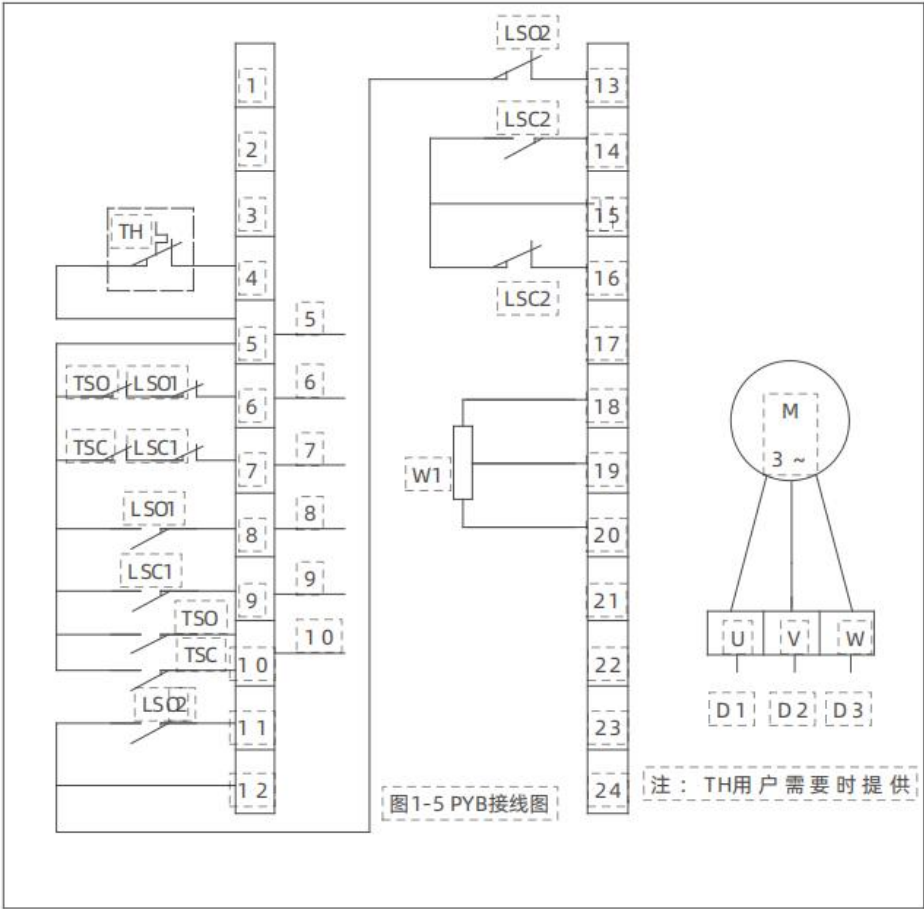 LSO2
1
13
LSC2
2
14
3
15
TH
4
16
LSC2
5
5
17
TSO LSO1
6
6
18
TSC LSC1
7
7
W1
19
M
3 ~
LSO1
8
8
20
LSC1
9
9
21
TSO
10
TSC
10
22
U V W
LSO2
11
23
D1 D2 D3
12
24
图1-5 PYB接线图
注：TH用户需要时提供